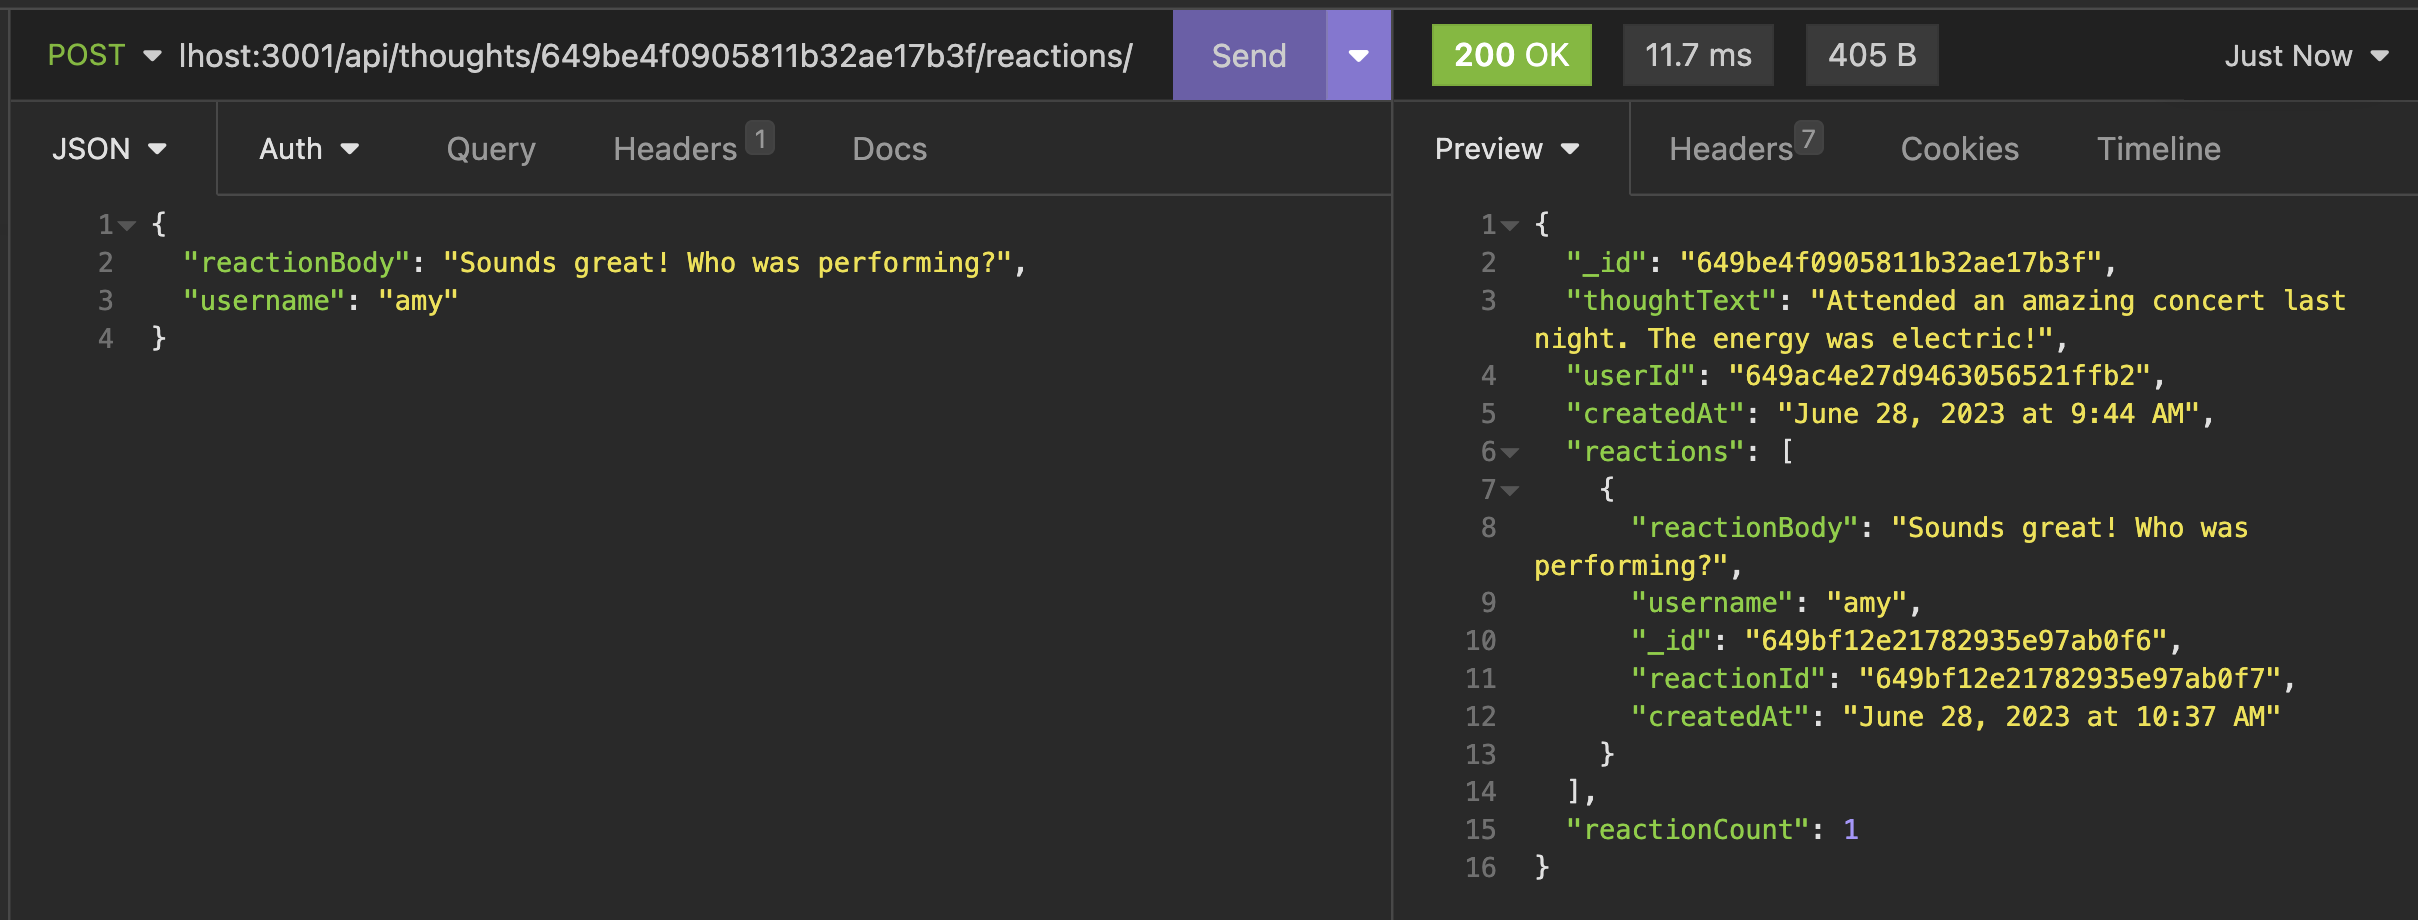 POST lhost:3001/api/thoughts/649be4f0905811b32ae17b3f/reactions/ Send 200 OK 11.7 ms 405 B Just Now
JSON Auth Query Headers 1 Docs
1 {
2 "reactionBody": "Sounds great! Who was performing?",
3 "username": "amy"
4 }
Preview Headers 7 Cookies Timeline
1 {
2 "_id": "649be4f0905811b32ae17b3f",
3 "thoughtText": "Attended an amazing concert last
night. The energy was electric!",
4 "userId": "649ac4e27d9463056521ffb2",
5 "createdAt": "June 28, 2023 at 9:44 AM",
6 "reactions": [
7 {
8 "reactionBody": "Sounds great! Who was
performing?",
9 "username": "amy",
10 "_id": "649bf12e21782935e97ab0f6",
11 "reactionId": "649bf12e21782935e97ab0f7",
12 "createdAt": "June 28, 2023 at 10:37 AM"
13 }
14 ],
15 "reactionCount": 1
16 }